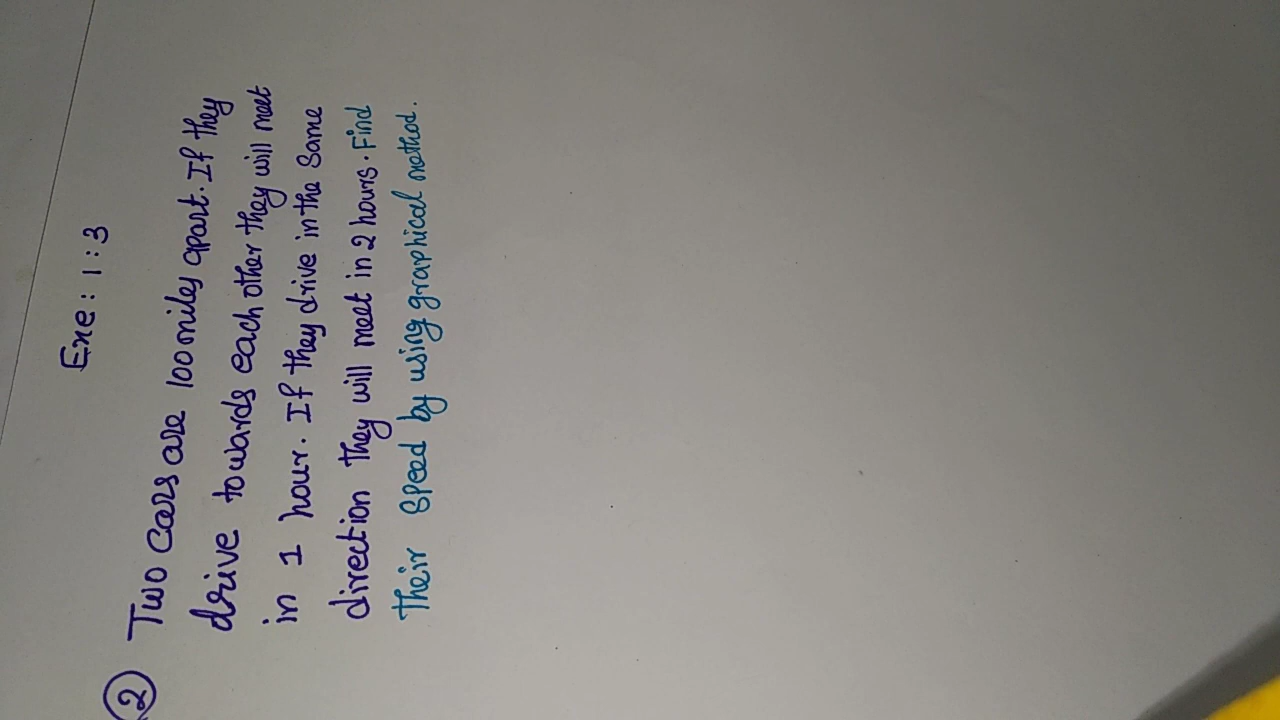 Exe: 1:3
2 Two cars are 100 miles apart. If they
drive towards each other they will meet
in 1 hour. If they drive in the same
direction they will meet in 2 hours. Find
Their speed by using graphical method.